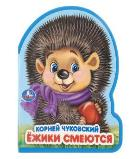 КОРНЕЙ ЧУКОВСКИЙ
ЁЖИКИ СМЕЮТСЯ